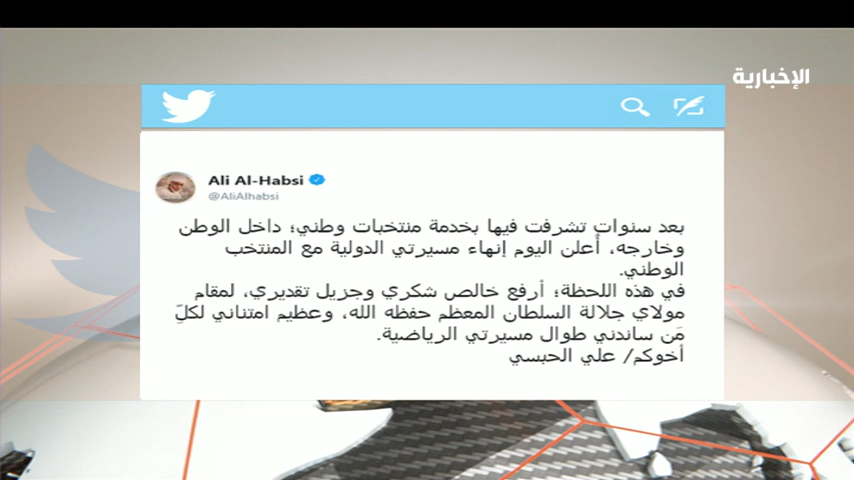 الإخبارية
Ali Al-Habsi
@AliAlhabsi
بعد سنوات تشرفت فيها بخدمة منتخبات وطني؛ داخل الوطن
وخارجه، أعلن اليوم إنهاء مسيرتي الدولية مع المنتخب
الوطني.
في هذه اللحظة؛ أرفع خالص شكري وجزيل تقديري، لمقام
مولاي جلالة السلطان المعظم حفظه الله، وعظيم امتناني لكلِّ
مَن ساندني طوال مسيرتي الرياضية.
أخوكم/ علي الحبسي